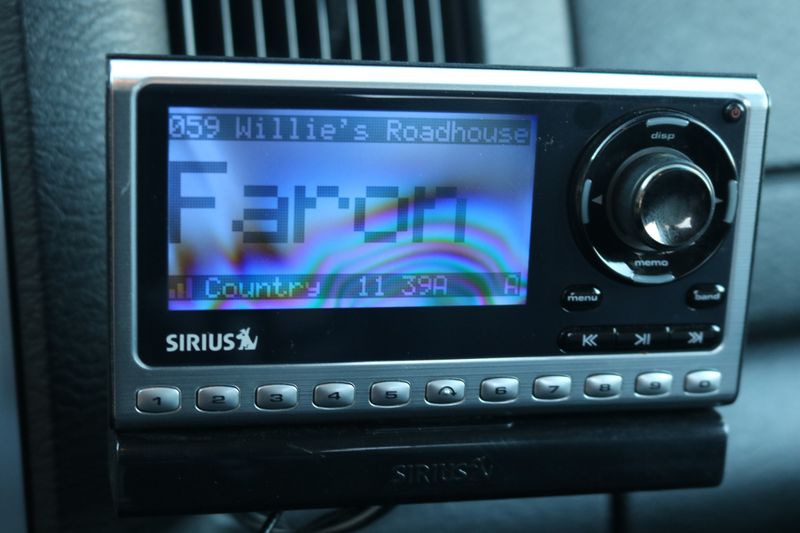 059 Willie's Roadhouse
Faron
Country 11 39A A
SIRIUS
disp
memo
menu
band
1 2 3 4 5 6 7 8 9 0
SIRIUS